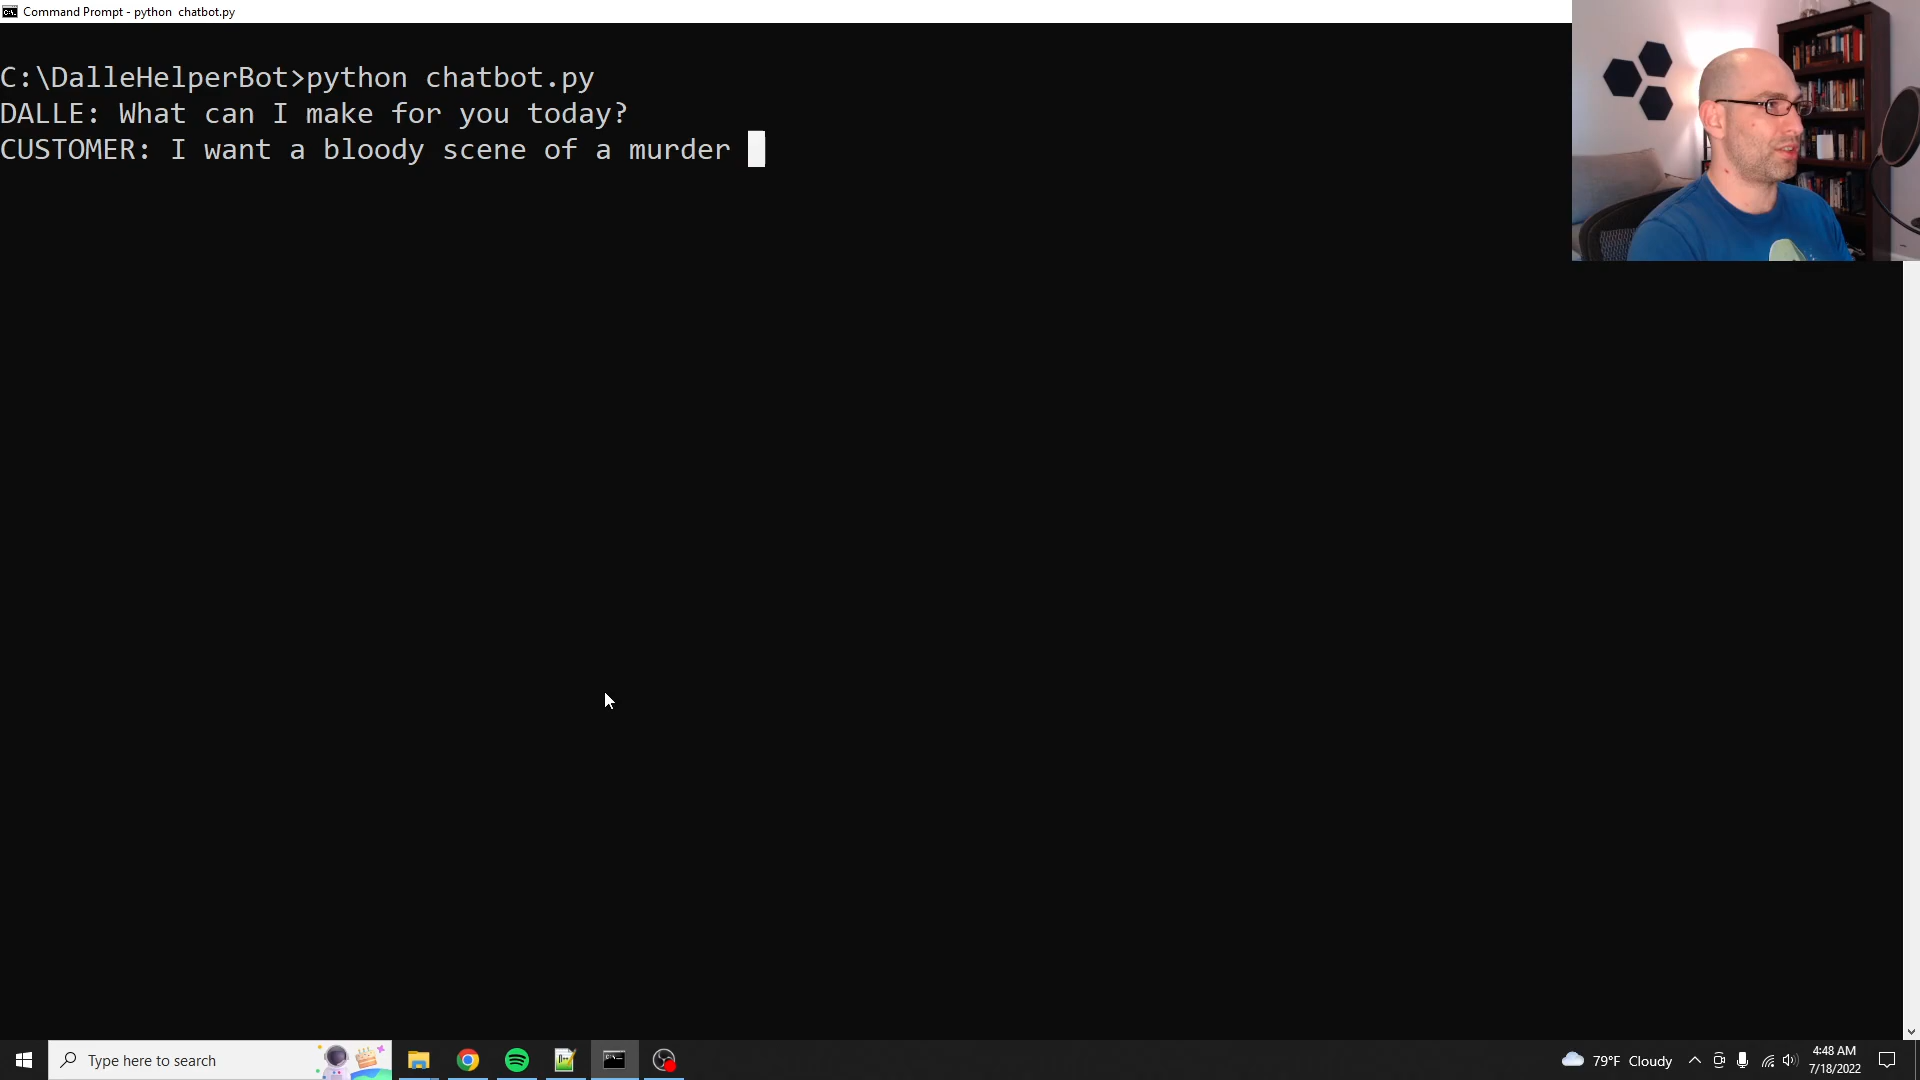 Command Prompt - python  chatbot.py
C:\DalleHelperBot>python chatbot.py
DALLE: What can I make for you today?
CUSTOMER: I want a bloody scene of a murder
Type here to search
79°F Cloudy
4:48 AM
7/18/2022